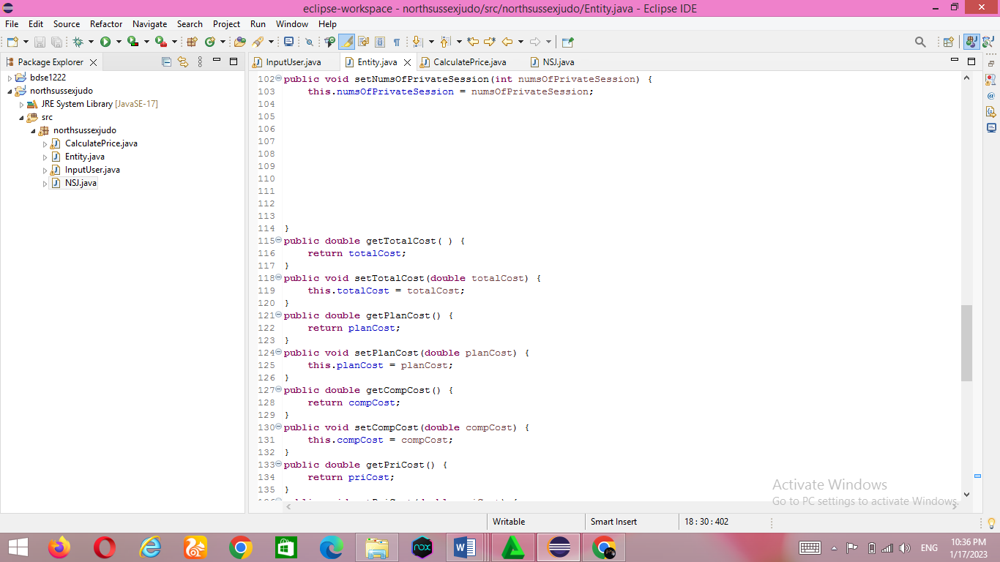 eclipse-workspace - northsussexjudo/src/northsussexjudo/Entity.java - Eclipse IDE
File Edit Source Refactor Navigate Search Project Run Window Help
Package Explorer
bdse1222
northsussexjudo
JRE System Library [JavaSE-17]
src
northsussexjudo
CalculatePrice.java
Entity.java
InputUser.java
NSJ.java
InputUser.java Entity.java CalculatePrice.java NSJ.java
102 public void setNumsOfPrivateSession(int numsOfPrivateSession) {
103 this.numsOfPrivateSession = numsOfPrivateSession;
104
105
106
107
108
109
110
111
112
113
114 }
115 public double getTotalCost( ) {
116 return totalCost;
117 }
118 public void setTotalCost(double totalCost) {
119 this.totalCost = totalCost;
120 }
121 public double getPlanCost() {
122 return planCost;
123 }
124 public void setPlanCost(double planCost) {
125 this.planCost = planCost;
126 }
127 public double getCompCost() {
128 return compCost;
129 }
130 public void setCompCost(double compCost) {
131 this.compCost = compCost;
132 }
133 public double getPriCost() {
134 return priCost;
135 }
Activate Windows
Go to PC settings to activate Windows.
Writable Smart Insert 18 : 30 : 402
nox
ENG
10:36 PM
1/17/2023